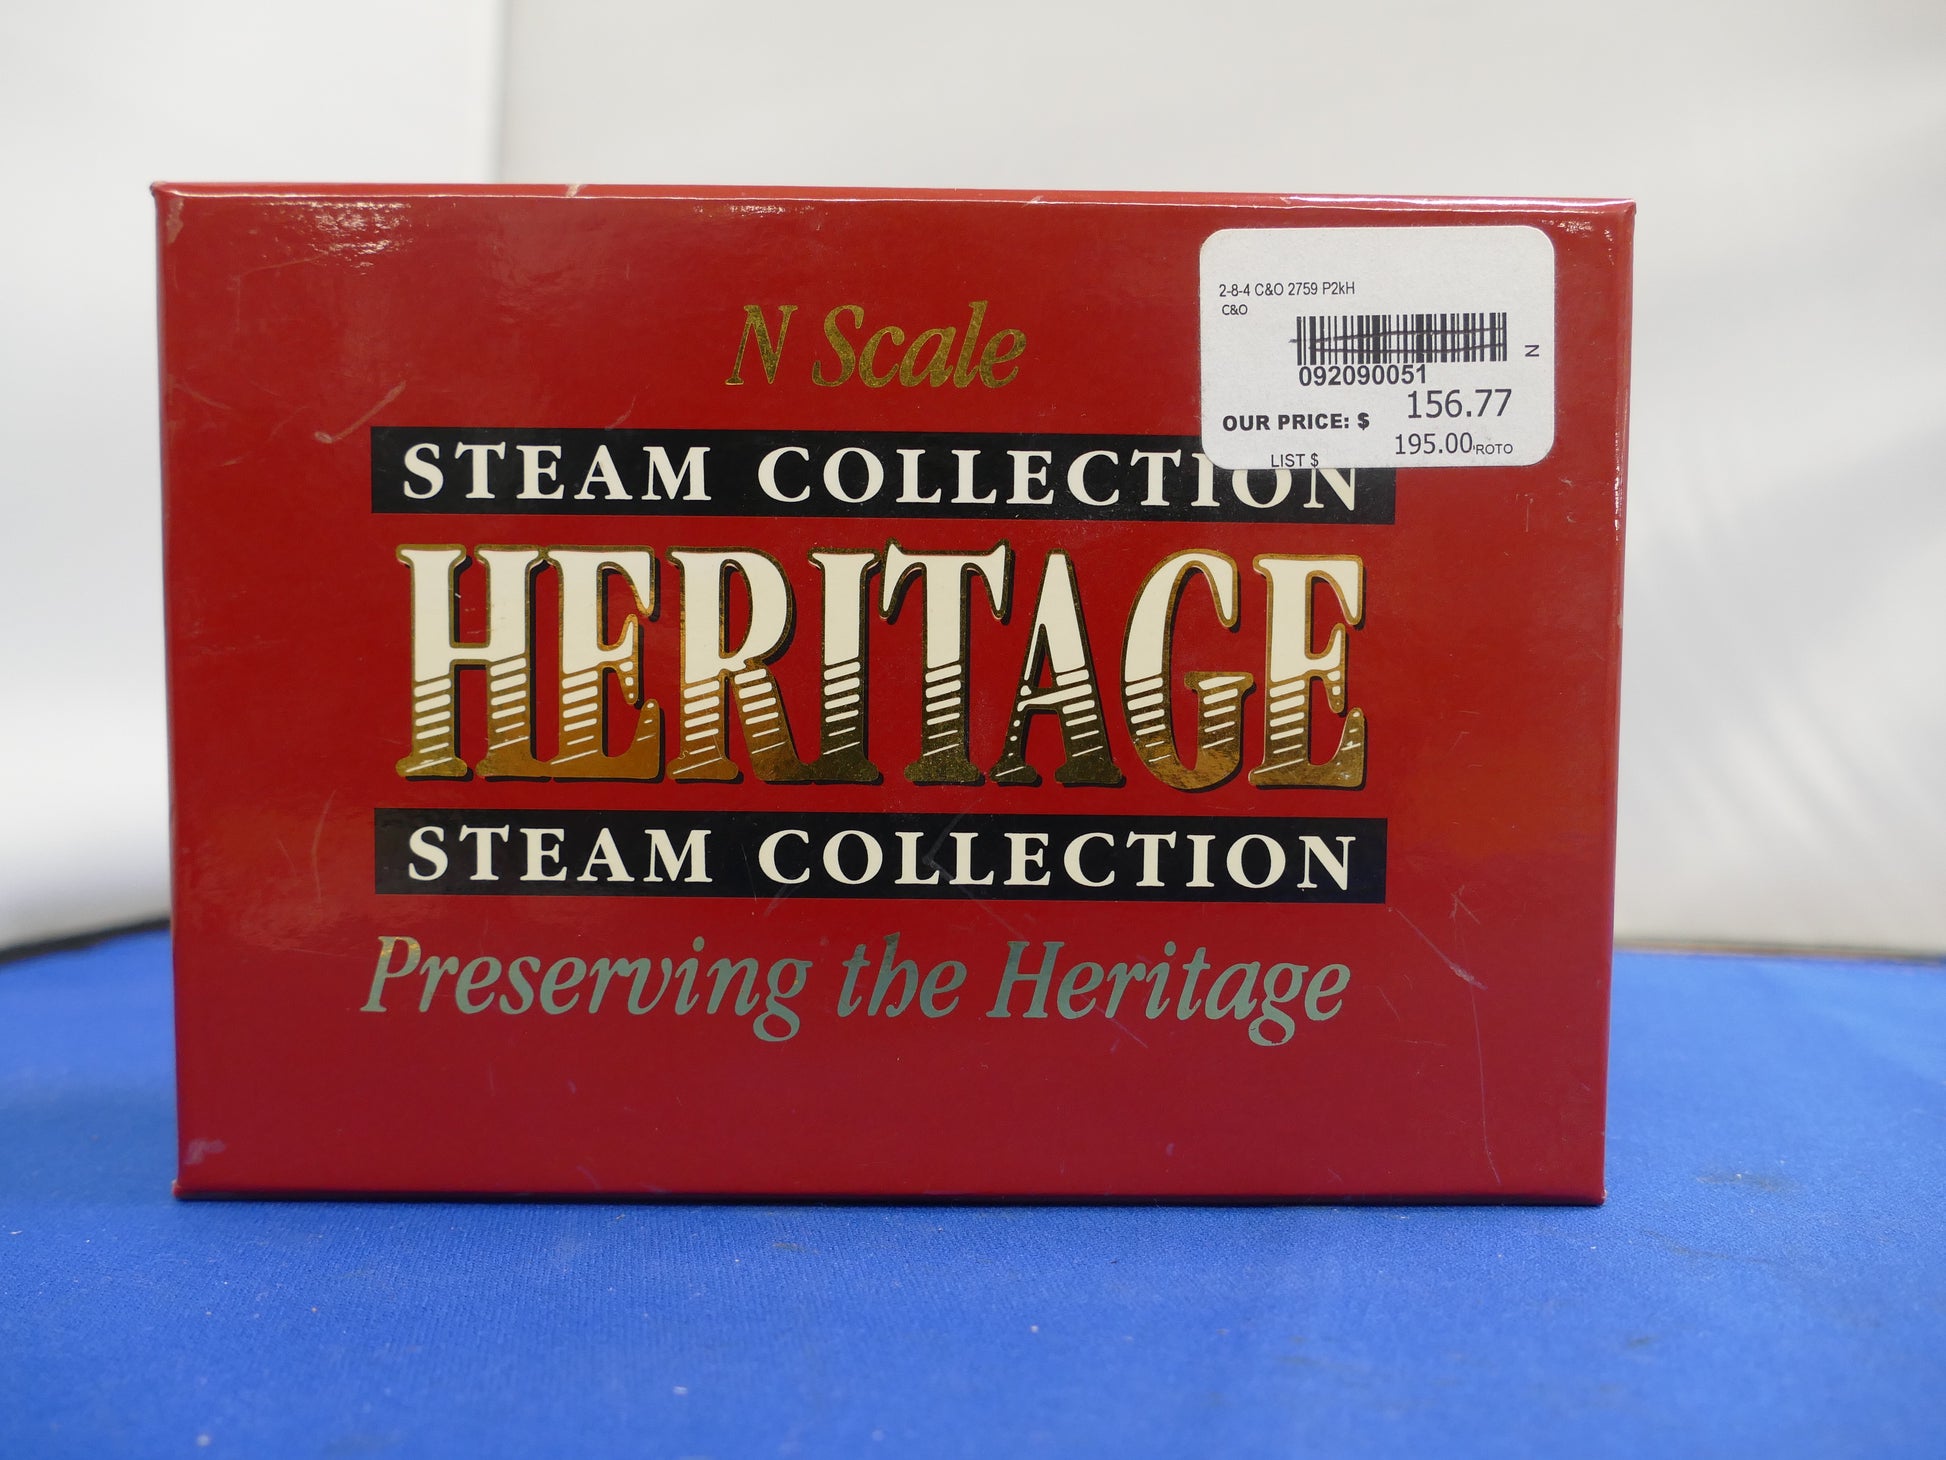 N Scale
STEAM COLLECTION
HERITAGE
STEAM COLLECTION
Preserving the Heritage
2-8-4 C&O 2759 P2kH
C&O
092090051
N
OUR PRICE: $ 156.77
LIST $ 195.00 'ROTO